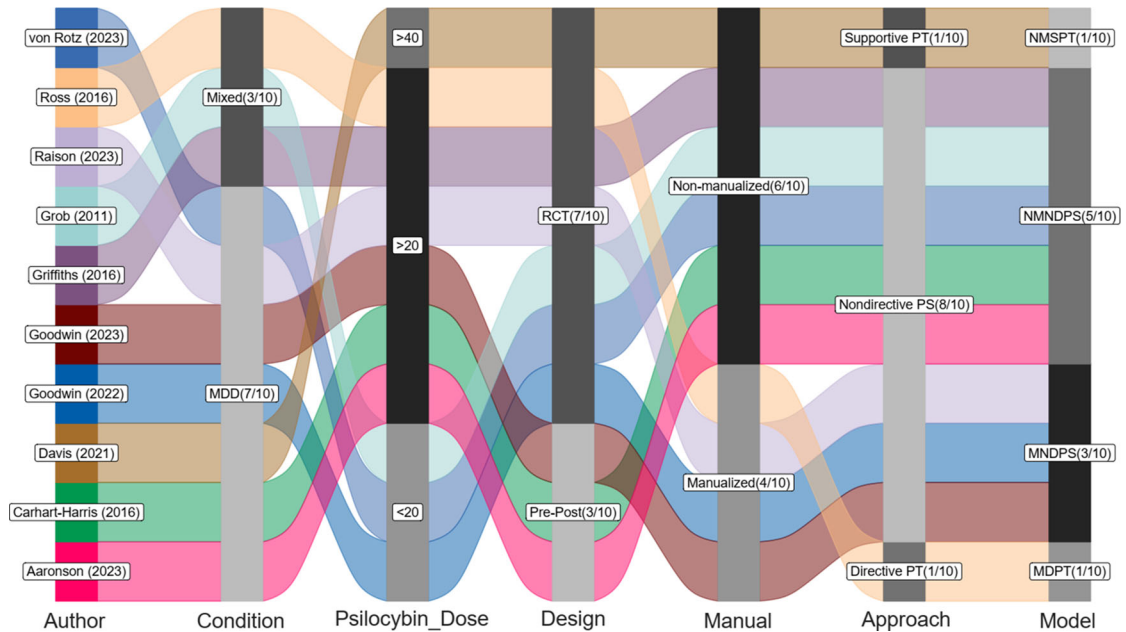 von Rotz (2023)
Ross (2016)
Raison (2023)
Grob (2011)
Griffiths (2016)
Goodwin (2023)
Goodwin (2022)
Davis (2021)
Carhart-Harris (2016)
Aaronson (2023)
Mixed(3/10)
MDD(7/10)
>40
>20
<20
RCT(7/10)
Pre-Post(3/10)
Non-manualized(6/10)
Manualized(4/10)
Supportive PT(1/10)
Nondirective PS(8/10)
Directive PT(1/10)
NMSPT(1/10)
NMNDPS(5/10)
MNDPS(3/10)
MDPT(1/10)
Author Condition Psilocybin_Dose Design Manual Approach Model